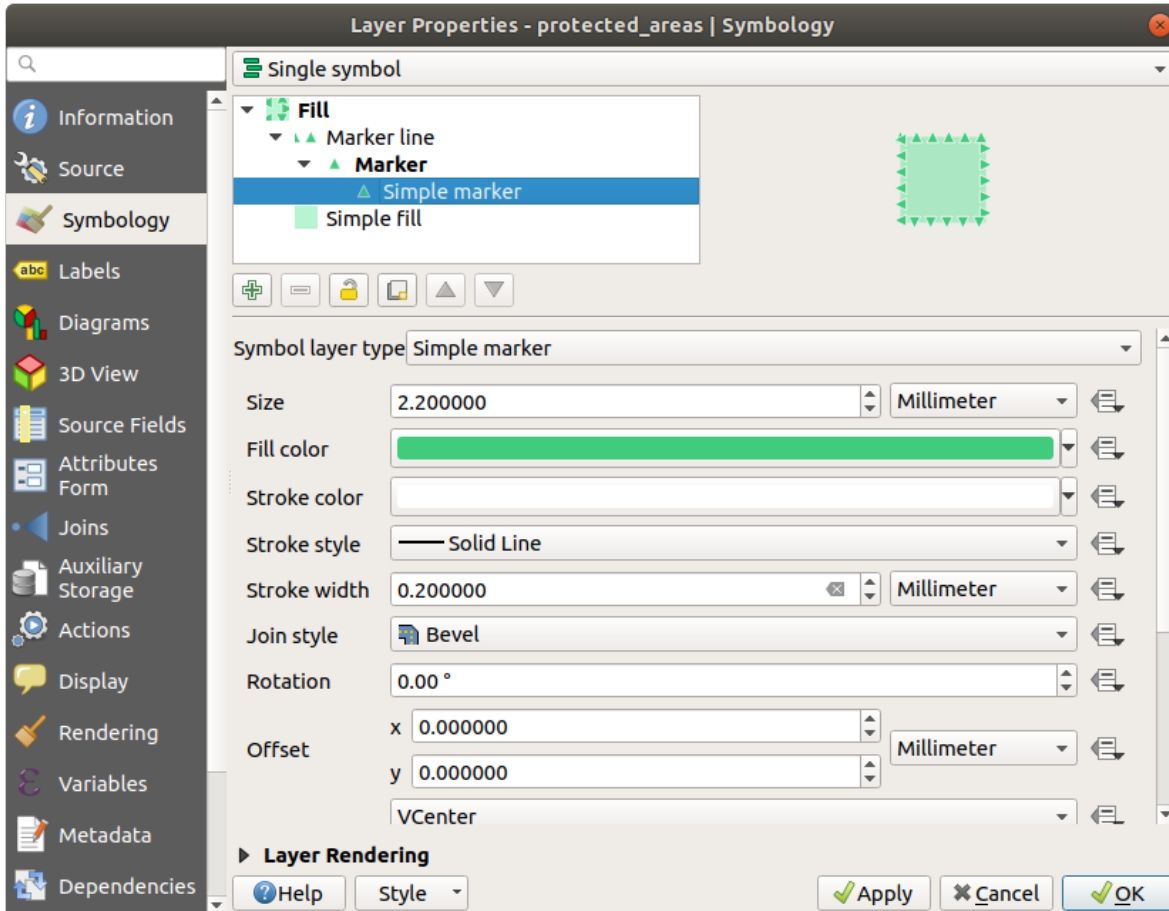 Layer Properties - protected_areas | Symbology
Single symbol
Information
Source
Symbology
abc Labels
Diagrams
3D View
Source Fields
Attributes
Form
Joins
Auxiliary
Storage
Actions
Display
Rendering
Variables
Metadata
Dependencies
Fill
Marker line
Marker
Simple marker
Simple fill
Symbol layer type Simple marker
Size 2.200000 Millimeter
Fill color
Stroke color
Stroke style Solid Line
Stroke width 0.200000 Millimeter
Join style Bevel
Rotation 0.00 °
Offset x 0.000000 Millimeter
y 0.000000
VCenter
Layer Rendering
Help Style Apply Cancel OK